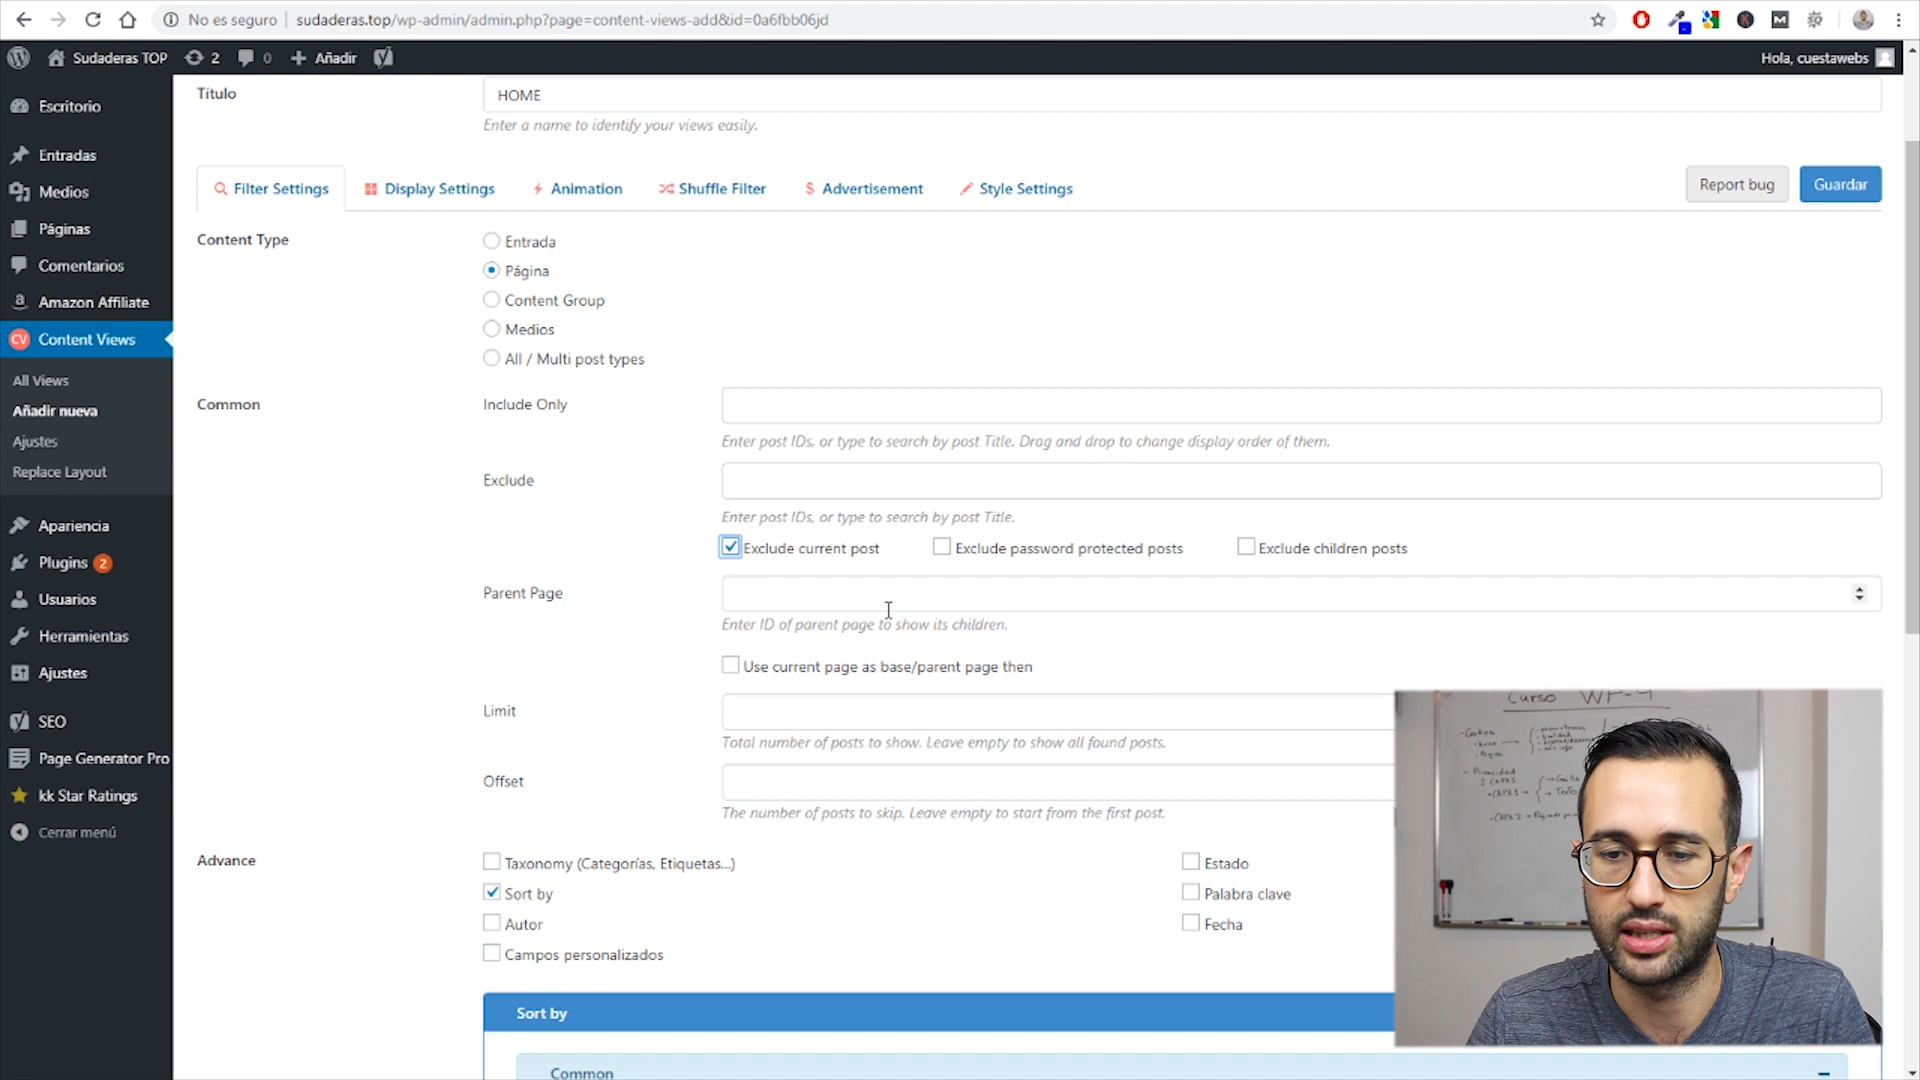 No es seguro | sudaderas.top/wp-admin/admin.php?page=content-views-add&id=0a6fbb06jd
Sudaderas TOP 2 0 + Añadir
Hola, cuestawebs
Escritorio
Entradas
Medios
Páginas
Comentarios
Amazon Affiliate
CV Content Views
All Views
Añadir nueva
Ajustes
Replace Layout
Apariencia
Plugins 2
Usuarios
Herramientas
Ajustes
SEO
Page Generator Pro
kk Star Ratings
Cerrar menú
Título
HOME
Enter a name to identify your views easily.
Filter Settings
Display Settings
Animation
Shuffle Filter
$ Advertisement
Style Settings
Report bug
Guardar
Content Type
Entrada
Página
Content Group
Medios
All / Multi post types
Common
Include Only
Enter post IDs, or type to search by post Title. Drag and drop to change display order of them.
Exclude
Enter post IDs, or type to search by post Title.
Exclude current post
Exclude password protected posts
Exclude children posts
Parent Page
Enter ID of parent page to show its children.
Use current page as base/parent page then
Limit
Total number of posts to show. Leave empty to show all found posts.
Offset
The number of posts to skip. Leave empty to start from the first post.
Advance
Taxonomy (Categorías, Etiquetas...)
Estado
Sort by
Palabra clave
Autor
Fecha
Campos personalizados
Sort by
Common
Curso WP-4
-Cookies
- Privacidad
2 CAPAS